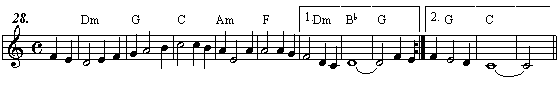 28. Dm G C Am F 1. Dm B♭ G 2. G C